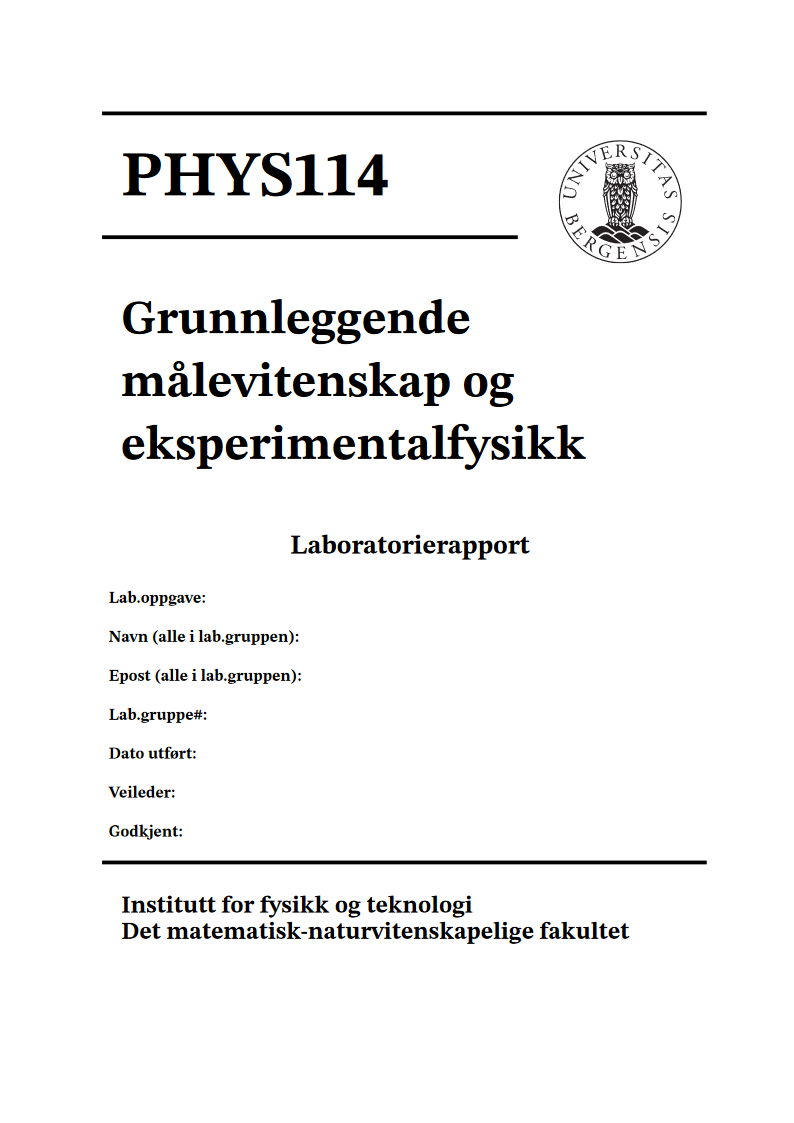 PHYS114
UNIVERSITAS
BERGENSIS
Grunnleggende
målevitenskap og
eksperimentalfysikk
Laboratorierapport
Lab.oppgave:
Navn (alle i lab.gruppen):
Epost (alle i lab.gruppen):
Lab.gruppe#:
Dato utført:
Veileder:
Godkjent:
Institutt for fysikk og teknologi
Det matematisk-naturvitenskapelige fakultet